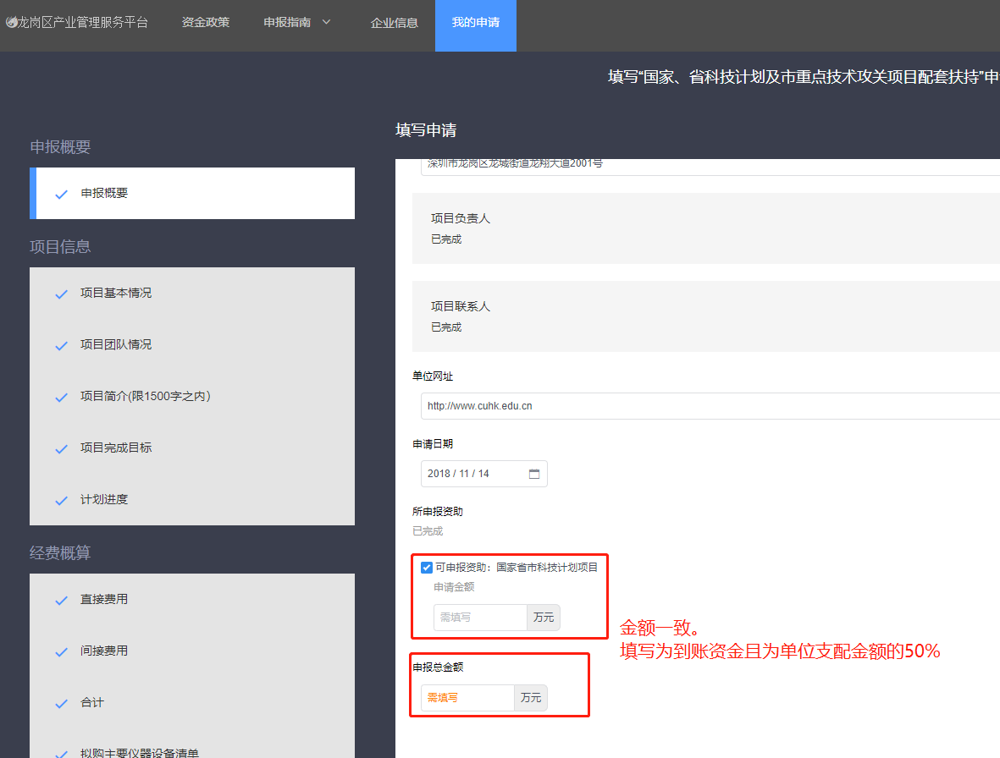 龙岗区产业管理服务平台
资金政策
申报指南
企业信息
我的申请
填写“国家、省科技计划及市重点技术攻关项目配套扶持”申
申报概要
申报概要
项目信息
项目基本情况
项目团队情况
项目简介(限1500字之内)
项目完成目标
计划进度
经费概算
直接费用
间接费用
合计
拟购主要仪器设备清单
填写申请
深圳市龙岗区龙城街道龙翔大道2001号
项目负责人
已完成
项目联系人
已完成
单位网址
http://www.cuhk.edu.cn
申请日期
2018 / 11 / 14
所申报资助
已完成
可申报资助：国家省市科技计划项目
申请金额
需填写 万元
申报总金额
需填写 万元
金额一致。
填写为到账资金且为单位支配金额的50%